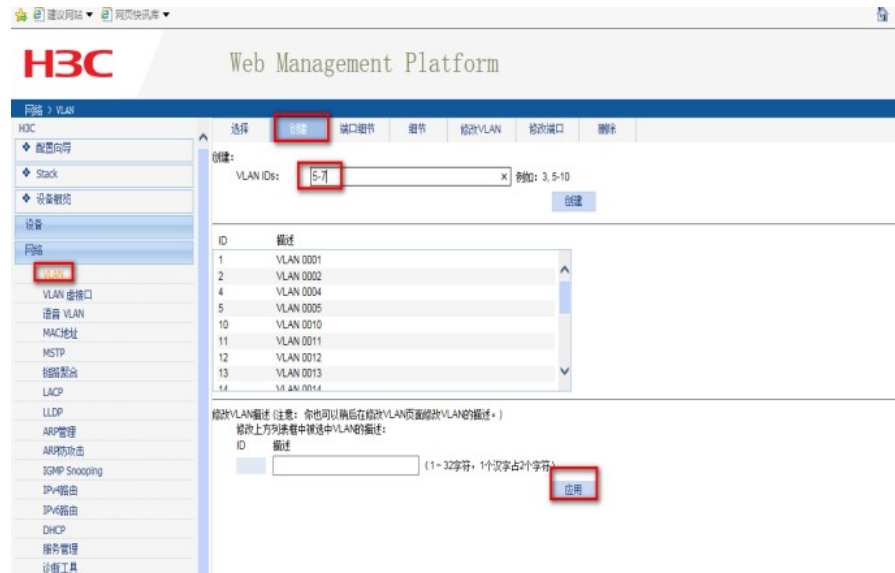 建议网站 ▼ 网页快讯库 ▼
H3C
Web Management Platform
网络 > VLAN
H3C
配置向导
Stack
设备概览
设备
网络
VLAN
VLAN 虚接口
语音 VLAN
MAC地址
MSTP
链路聚合
LACP
LLDP
ARP管理
ARP防攻击
IGMP Snooping
IPv4路由
IPv6路由
DHCP
服务管理
诊断工具
选择 创建 端口细节 细节 修改VLAN 修改端口 删除
创建:
VLAN IDs: 5-7 × 例如: 3, 5-10
创建
ID 描述
1 VLAN 0001
2 VLAN 0002
4 VLAN 0004
5 VLAN 0005
10 VLAN 0010
11 VLAN 0011
12 VLAN 0012
13 VLAN 0013
14 VLAN 0014
修改VLAN描述 (注意: 你也可以稍后在修改VLAN页面修改VLAN的描述。)
修改上方列表框中被选中VLAN的描述:
ID 描述
(1-32字符, 1个汉字占2个字符)
应用